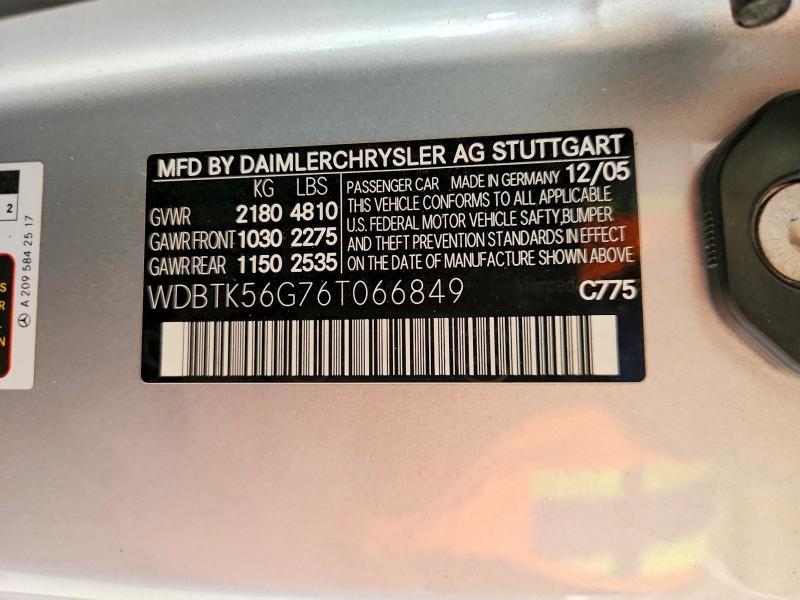 MFD BY DAIMLERCHRYSLER AG STUTTGART
KG LBS
GVWR 2180 4810
GAWR FRONT 1030 2275
GAWR REAR 1150 2535
PASSENGER CAR MADE IN GERMANY 12/05
THIS VEHICLE CONFORMS TO ALL APPLICABLE
U.S. FEDERAL MOTOR VEHICLE SAFTY,BUMPER
AND THEFT PREVENTION STANDARDS IN EFFECT
ON THE DATE OF MANUFACTURE SHOWN ABOVE
WDBTK56G76T066849 C775
2
A 209 584 25 17
S
R
N